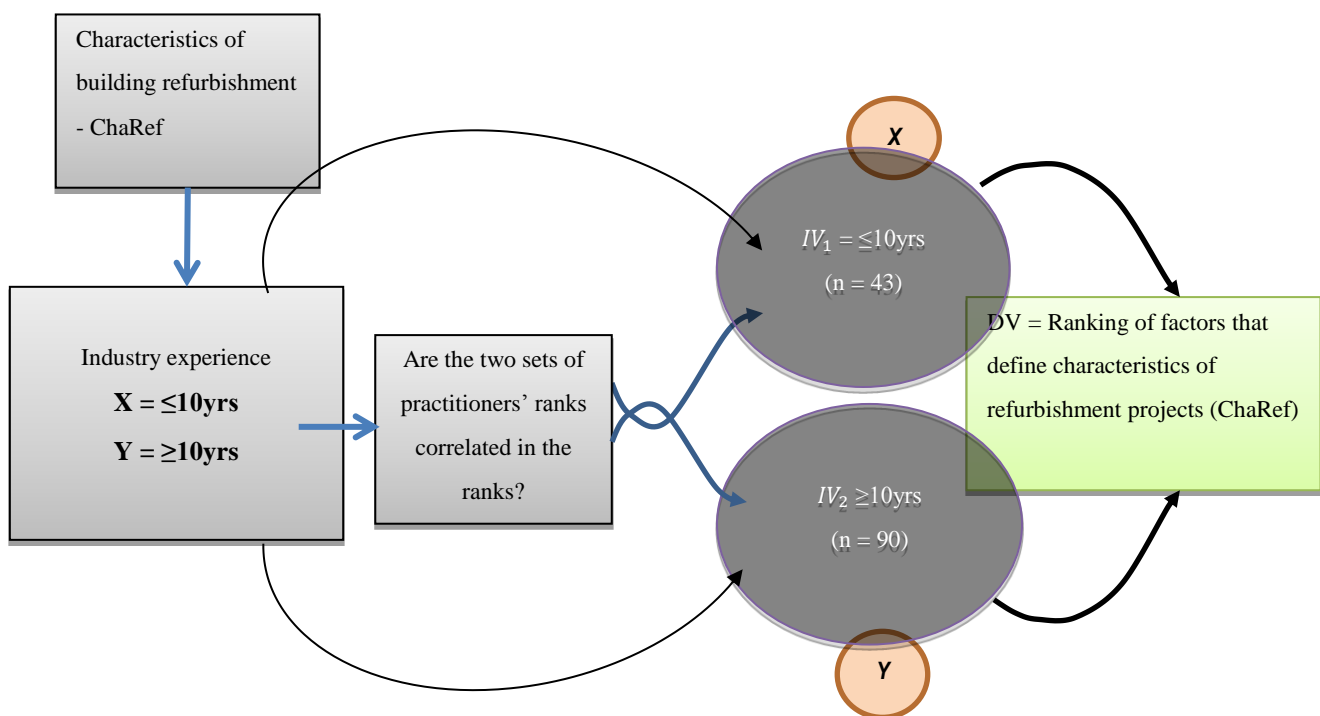 Characteristics of
building refurbishment
- ChaRef
Industry experience
X = ≤10yrs
Y = ≥10yrs
Are the two sets of
practitioners’ ranks
correlated in the
ranks?
X
IV₁ = ≤10yrs
(n = 43)
IV₂ ≥10yrs
(n = 90)
Y
DV = Ranking of factors that
define characteristics of
refurbishment projects (ChaRef)